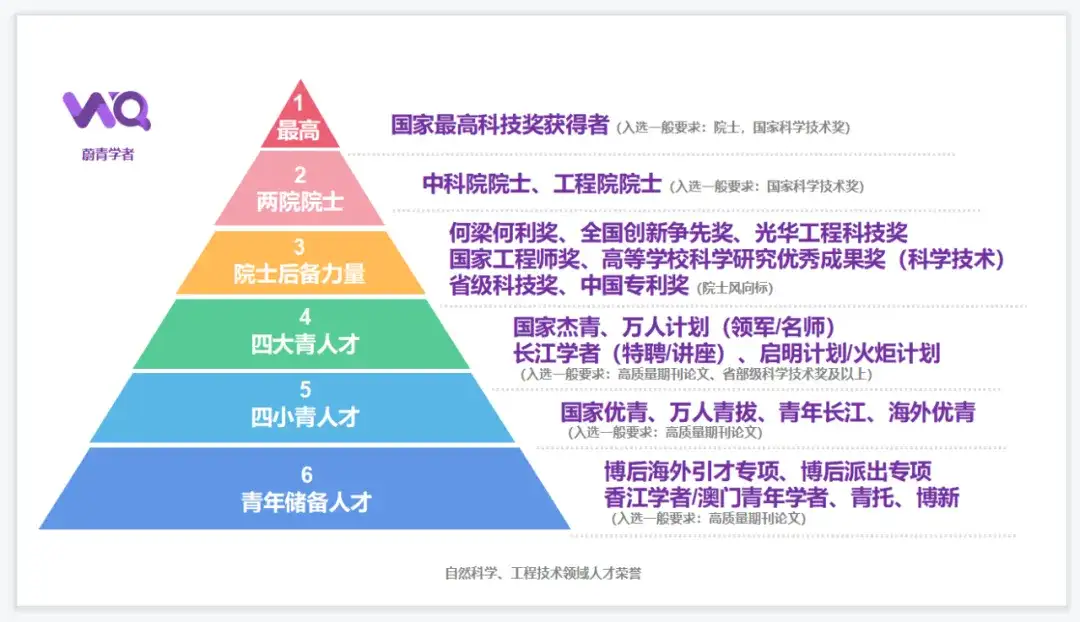 WQ
蔚青学者
1
最高
国家最高科技奖获得者 (入选一般要求：院士，国家科学技术奖)
2
两院院士
中科院院士、工程院院士 (入选一般要求：国家科学技术奖)
3
院士后备力量
何梁何利奖、全国创新争先奖、光华工程科技奖
国家工程师奖、高等学校科学研究优秀成果奖（科学技术）
省级科技奖、中国专利奖 (院士风向标)
4
四大青人才
国家杰青、万人计划（领军/名师）
长江学者（特聘/讲座）、启明计划/火炬计划
(入选一般要求：高质量期刊论文、省部级科学技术奖及以上)
5
四小青人才
国家优青、万人青拔、青年长江、海外优青
(入选一般要求：高质量期刊论文)
6
青年储备人才
博后海外引才专项、博后派出专项
香江学者/澳门青年学者、青托、博新
(入选一般要求：高质量期刊论文)
自然科学、工程技术领域人才荣誉